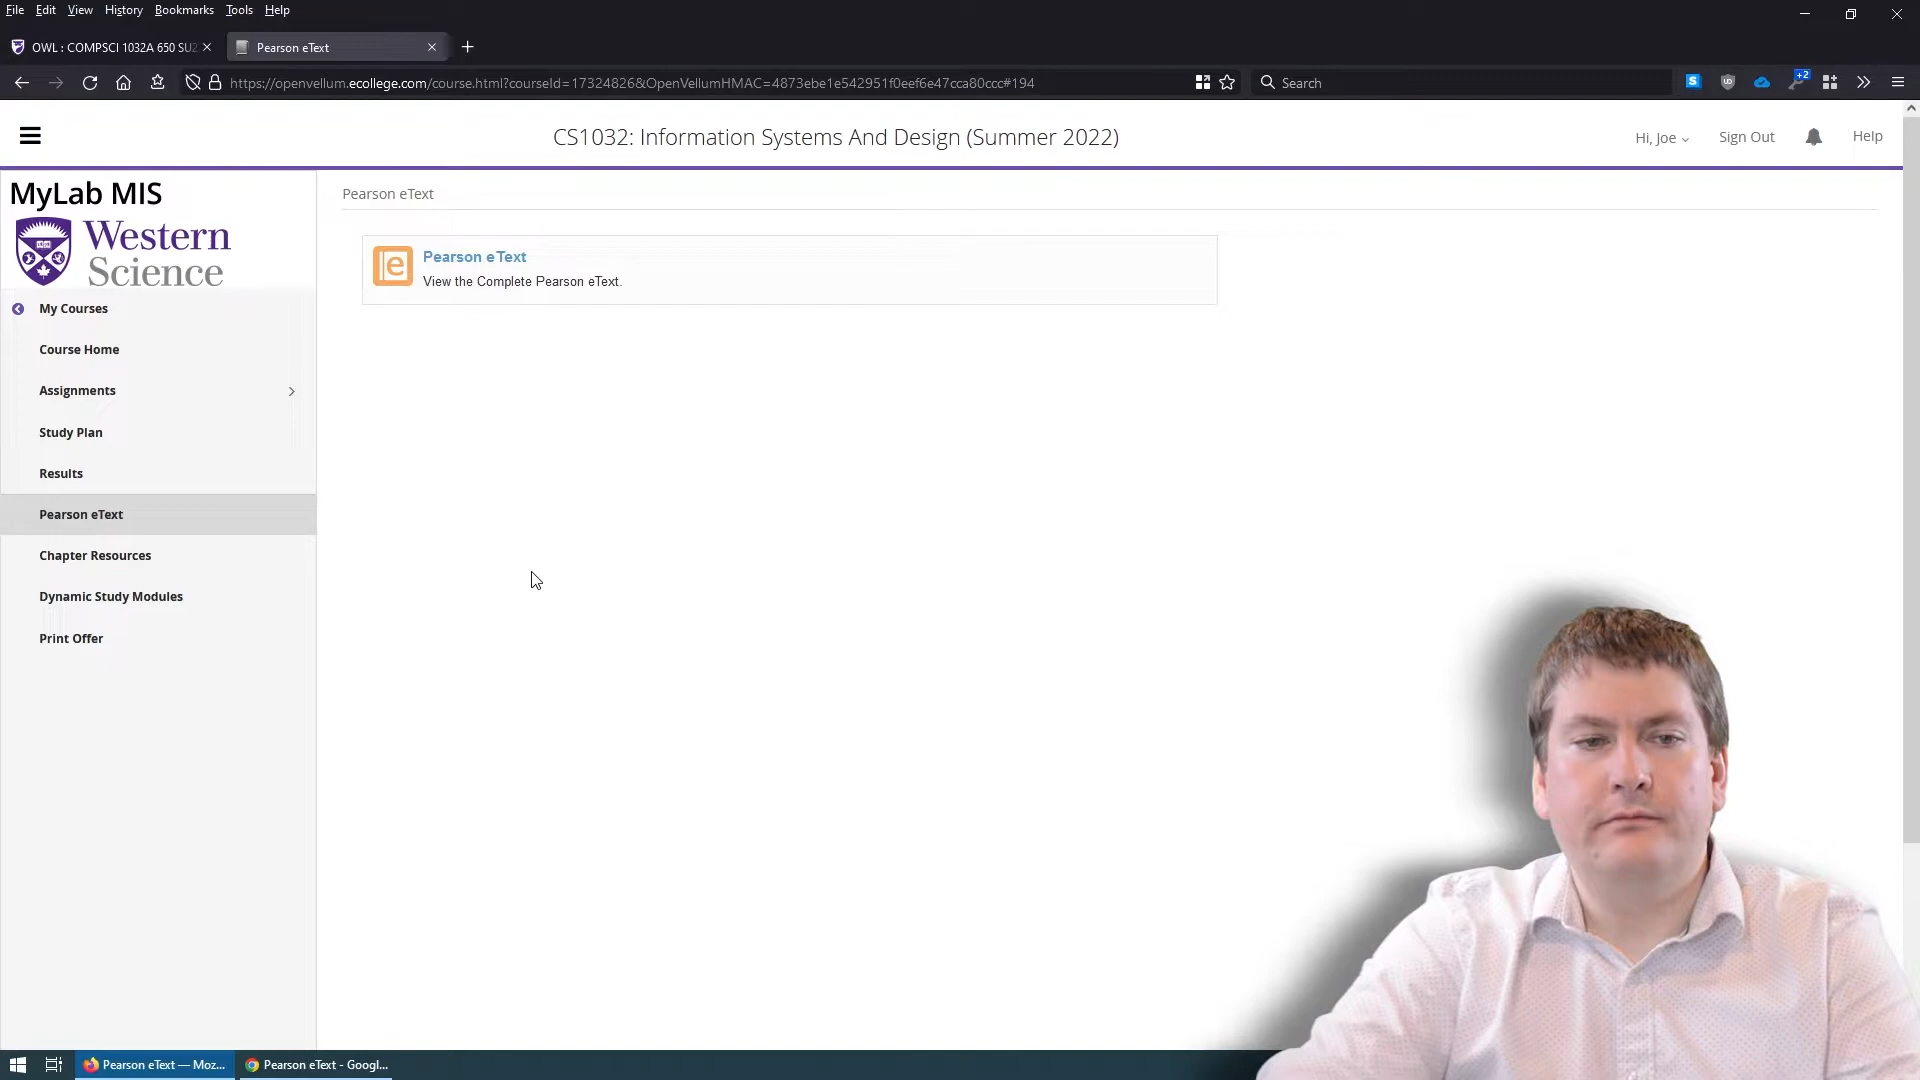 File Edit View History Bookmarks Tools Help
OWL : COMPSCI 1032A 650 SU2
Pearson eText
https://openvellum.ecollege.com/course.html?courseId=17324826&OpenVellumHMAC=4873ebe1e542951f0eef6e47cca80ccc#194
Search
+2
CS1032: Information Systems And Design (Summer 2022)
Hi, Joe
Sign Out
Help
MyLab MIS
Western
Science
Pearson eText
Pearson eText
View the Complete Pearson eText.
My Courses
Course Home
Assignments
Study Plan
Results
Pearson eText
Chapter Resources
Dynamic Study Modules
Print Offer
Pearson eText — Moz...
Pearson eText - Googl...